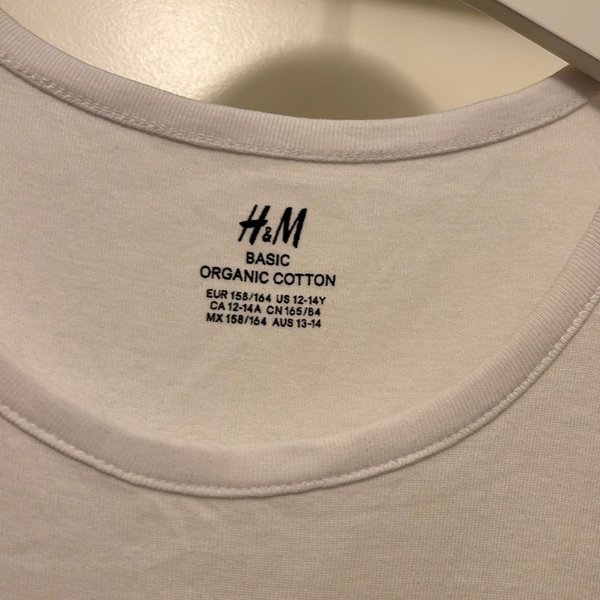 H&M
BASIC
ORGANIC COTTON
EUR 158/164 US 12-14Y
CA 12-14A CN 165/84
MX 158/164 AUS 13-14